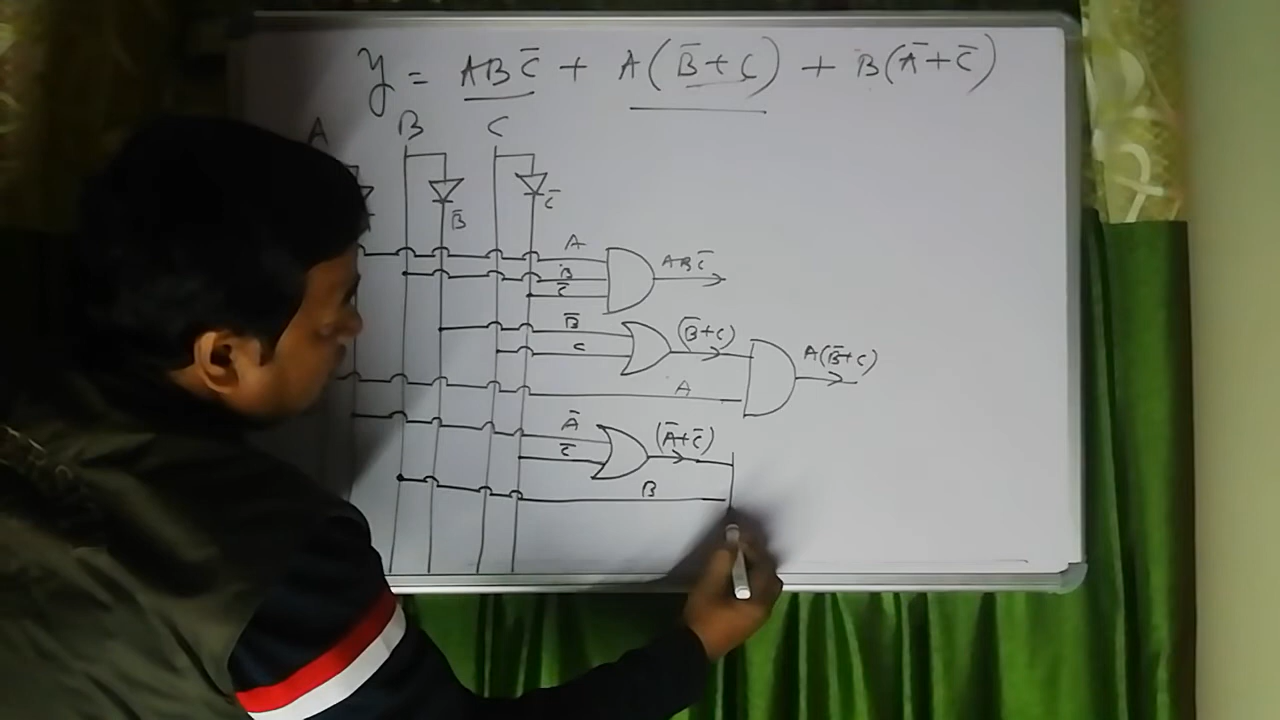 y = ABC̅ + A(B̅+C) + B(A̅+C̅)
A B C
B̅ C̅
A
B
C̅
ABC̅
B̅
C
(B̅+C)
A
A(B̅+C)
A̅
C̅
(A̅+C̅)
B